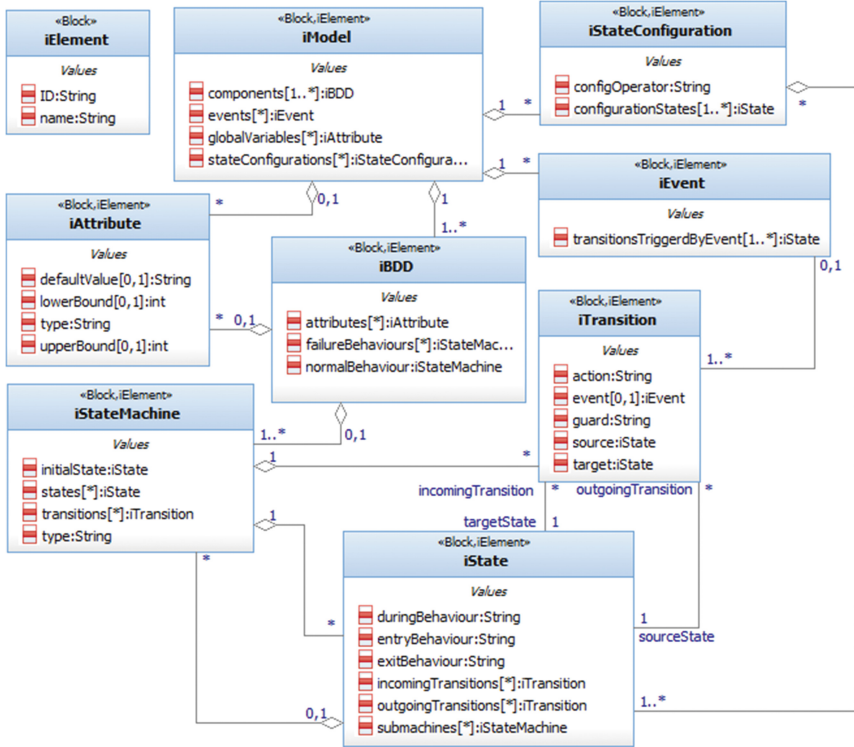 «Block»
iElement
Values
ID:String
name:String
«Block,iElement»
iModel
Values
components[1..*]:iBDD
events[*]:iEvent
globalVariables[*]:iAttribute
stateConfigurations[*]:iStateConfigura...
«Block,iElement»
iStateConfiguration
Values
configOperator:String
configurationStates[1..*]:iState
1
*
*
1
*
«Block,iElement»
iEvent
Values
transitionsTriggerdByEvent[1..*]:iState
0,1
*
0,1
1
1..*
«Block,iElement»
iAttribute
Values
defaultValue[0,1]:String
lowerBound[0,1]:int
type:String
upperBound[0,1]:int
* 0,1
«Block,iElement»
iBDD
Values
attributes[*]:iAttribute
failureBehaviours[*]:iStateMac...
normalBehaviour:iStateMachine
«Block,iElement»
iTransition
Values
action:String
event[0,1]:iEvent
guard:String
source:iState
target:iState
1..*
«Block,iElement»
iStateMachine
Values
initialState:iState
states[*]:iState
transitions[*]:iTransition
type:String
1..*
0,1
1
*
1
*
*
incomingTransition
*
outgoingTransition
*
targetState
1
«Block,iElement»
iState
Values
duringBehaviour:String
entryBehaviour:String
exitBehaviour:String
incomingTransitions[*]:iTransition
outgoingTransitions[*]:iTransition
submachines[*]:iStateMachine
1
sourceState
0,1
1..*